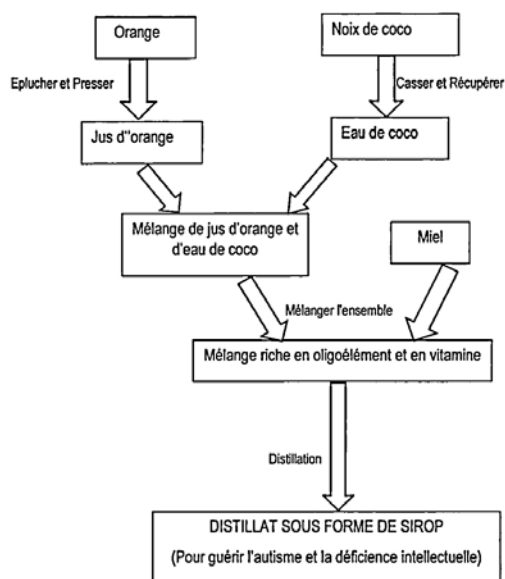 Orange
Noix de coco
Eplucher et Presser
Casser et Récupérer
Jus d''orange
Eau de coco
Mélange de jus d'orange et
d'eau de coco
Miel
Mélanger l'ensemble
Mélange riche en oligoélément et en vitamine
Distillation
DISTILLAT SOUS FORME DE SIROP
(Pour guérir l'autisme et la déficience intellectuelle)